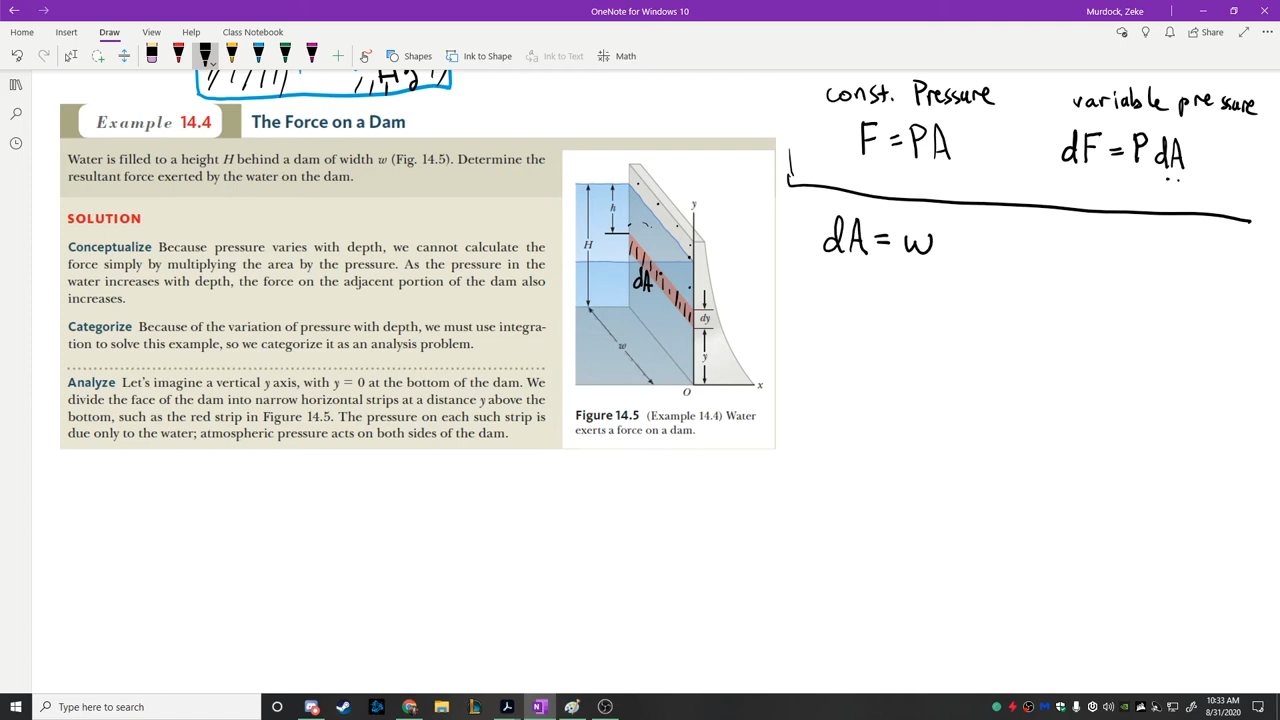 OneNote for Windows 10
Murdock, Zeke
Home Insert Draw View Help Class Notebook
Share
Shapes Ink to Shape Ink to Text Math
Hg
const. Pressure
variable pressure
F = PA
dF = P dA
dA = w
Example 14.4 The Force on a Dam
Water is filled to a height H behind a dam of width w (Fig. 14.5). Determine the
resultant force exerted by the water on the dam.
SOLUTION
Conceptualize Because pressure varies with depth, we cannot calculate the
force simply by multiplying the area by the pressure. As the pressure in the
water increases with depth, the force on the adjacent portion of the dam also
increases.
Categorize Because of the variation of pressure with depth, we must use integra-
tion to solve this example, so we categorize it as an analysis problem.
Analyze Let's imagine a vertical y axis, with y = 0 at the bottom of the dam. We
divide the face of the dam into narrow horizontal strips at a distance y above the
bottom, such as the red strip in Figure 14.5. The pressure on each such strip is
due only to the water; atmospheric pressure acts on both sides of the dam.
h
y
H
dA
dy
w
y
O
x
Figure 14.5 (Example 14.4) Water
exerts a force on a dam.
Type here to search
10:33 AM
8/31/2020